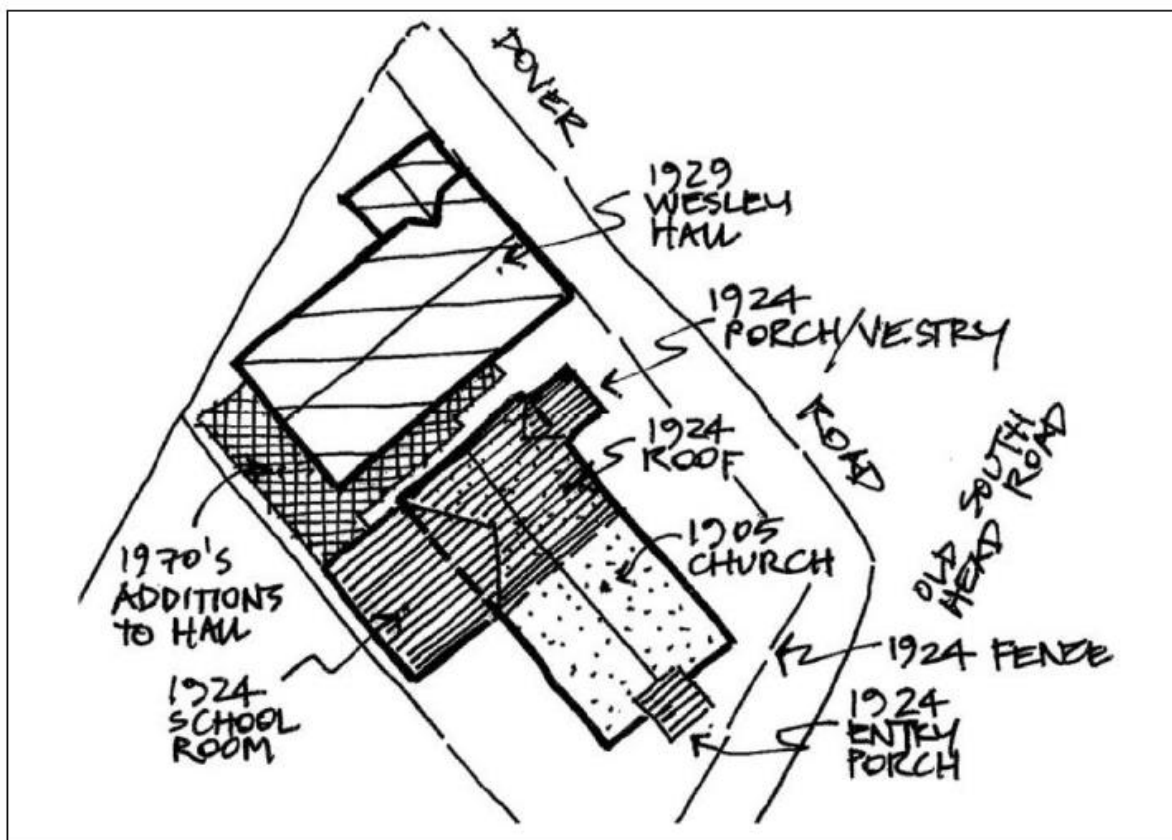 DOVER
ROAD
1929
WESLEY
HALL
1924
PORCH/VESTRY
1924
ROOF
1905
CHURCH
OLD SOUTH
HEAD ROAD
1924 FENCE
1924
ENTRY
PORCH
1970's
ADDITIONS
to HALL
1924
SCHOOL
ROOM